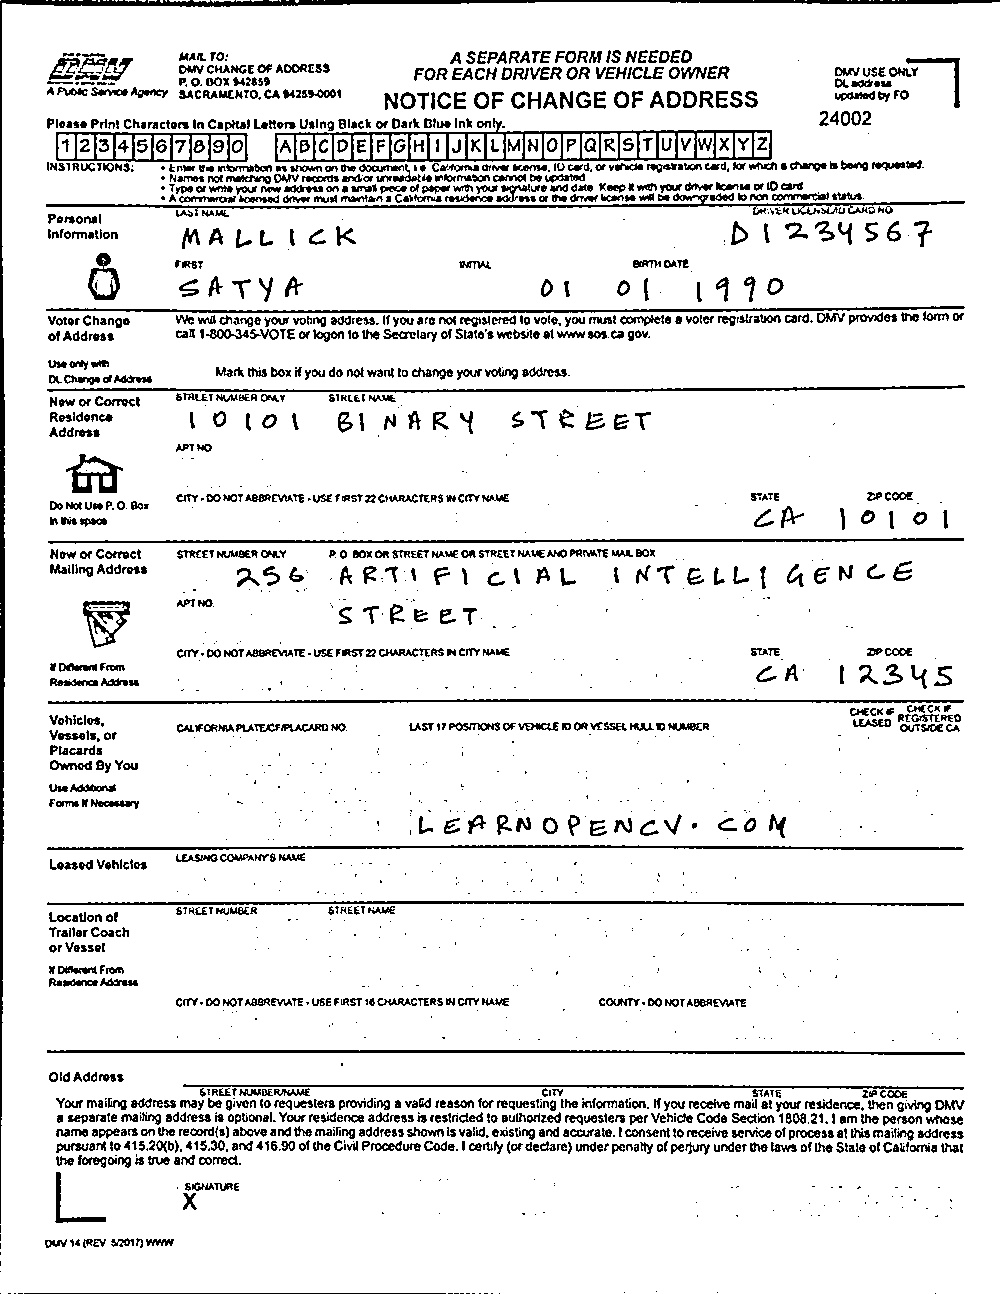 DMV
A Public Service Agency
MAIL TO:
DMV CHANGE OF ADDRESS
P. O. BOX 942859
SACRAMENTO, CA 94259-0001
A SEPARATE FORM IS NEEDED
FOR EACH DRIVER OR VEHICLE OWNER
NOTICE OF CHANGE OF ADDRESS
DMV USE ONLY
DL address
updated by FO
24002
Please Print Characters In Capital Letters Using Black or Dark Blue Ink only.
1 2 3 4 5 6 7 8 9 0 A B C D E F G H I J K L M N O P Q R S T U V W X Y Z
INSTRUCTIONS: • Enter the information as shown on the document, i.e. California driver license, ID card, or vehicle registration card, for which a change is being requested.
• Names not matching DMV records and/or unreadable information cannot be updated
• Type or write your new address on a small piece of paper with your signature and date. Keep it with your driver license or ID card
• A commercial licensed driver must maintain a California residence address or the driver license will be downgraded to non commercial status.
Personal
Information
LAST NAME
DRIVER LICENSE/ID CARD NO
MALLICK D1234567
FIRST INITIAL BIRTH DATE
SATYA 01 01 1990
Voter Change
of Address
We will change your voting address. If you are not registered to vote, you must complete a voter registration card. DMV provides the form or
call 1-800-345-VOTE or logon to the Secretary of State's website at www.sos.ca gov.
Use only with
DL Change of Address
Mark this box if you do not want to change your voting address.
New or Correct
Residence
Address
STREET NUMBER ONLY STREET NAME
10101 BINARY STREET
APT NO
Do Not Use P. O. Box
in this space
CITY - DO NOT ABBREVIATE - USE FIRST 22 CHARACTERS IN CITY NAME STATE ZIP CODE
CA 10101
New or Correct
Mailing Address
STREET NUMBER ONLY P. O. BOX OR STREET NAME OR STREET NAME AND PRIVATE MAIL BOX
256 ARTIFICIAL INTELLIGENCE
APT NO.
STREET
If Different From
Residence Address
CITY - DO NOT ABBREVIATE - USE FIRST 22 CHARACTERS IN CITY NAME STATE ZIP CODE
CA 12345
Vehicles,
Vessels, or
Placards
Owned By You
Use Additional
Forms If Necessary
CALIFORNIA PLATE/CF/PLACARD NO. LAST 17 POSITIONS OF VEHICLE ID OR VESSEL HULL ID NUMBER
CHECK IF
LEASED
CHECK IF
REGISTERED
OUTSIDE CA
LEARNOPENCV.COM
Leased Vehicles
LEASING COMPANY'S NAME
Location of
Trailer Coach
or Vessel
If Different From
Residence Address
STREET NUMBER STREET NAME
CITY - DO NOT ABBREVIATE - USE FIRST 16 CHARACTERS IN CITY NAME COUNTY - DO NOT ABBREVIATE
Old Address
STREET NUMBER/NAME CITY STATE ZIP CODE
Your mailing address may be given to requesters providing a valid reason for requesting the information. If you receive mail at your residence, then giving DMV
a separate mailing address is optional. Your residence address is restricted to authorized requesters per Vehicle Code Section 1808.21. I am the person whose
name appears on the record(s) above and the mailing address shown is valid, existing and accurate. I consent to receive service of process at this mailing address
pursuant to 415.20(b), 415.30, and 416.90 of the Civil Procedure Code. I certify (or declare) under penalty of perjury under the laws of the State of California that
the foregoing is true and correct.
SIGNATURE
X
DMV 14 (REV. 5/2017) WWW